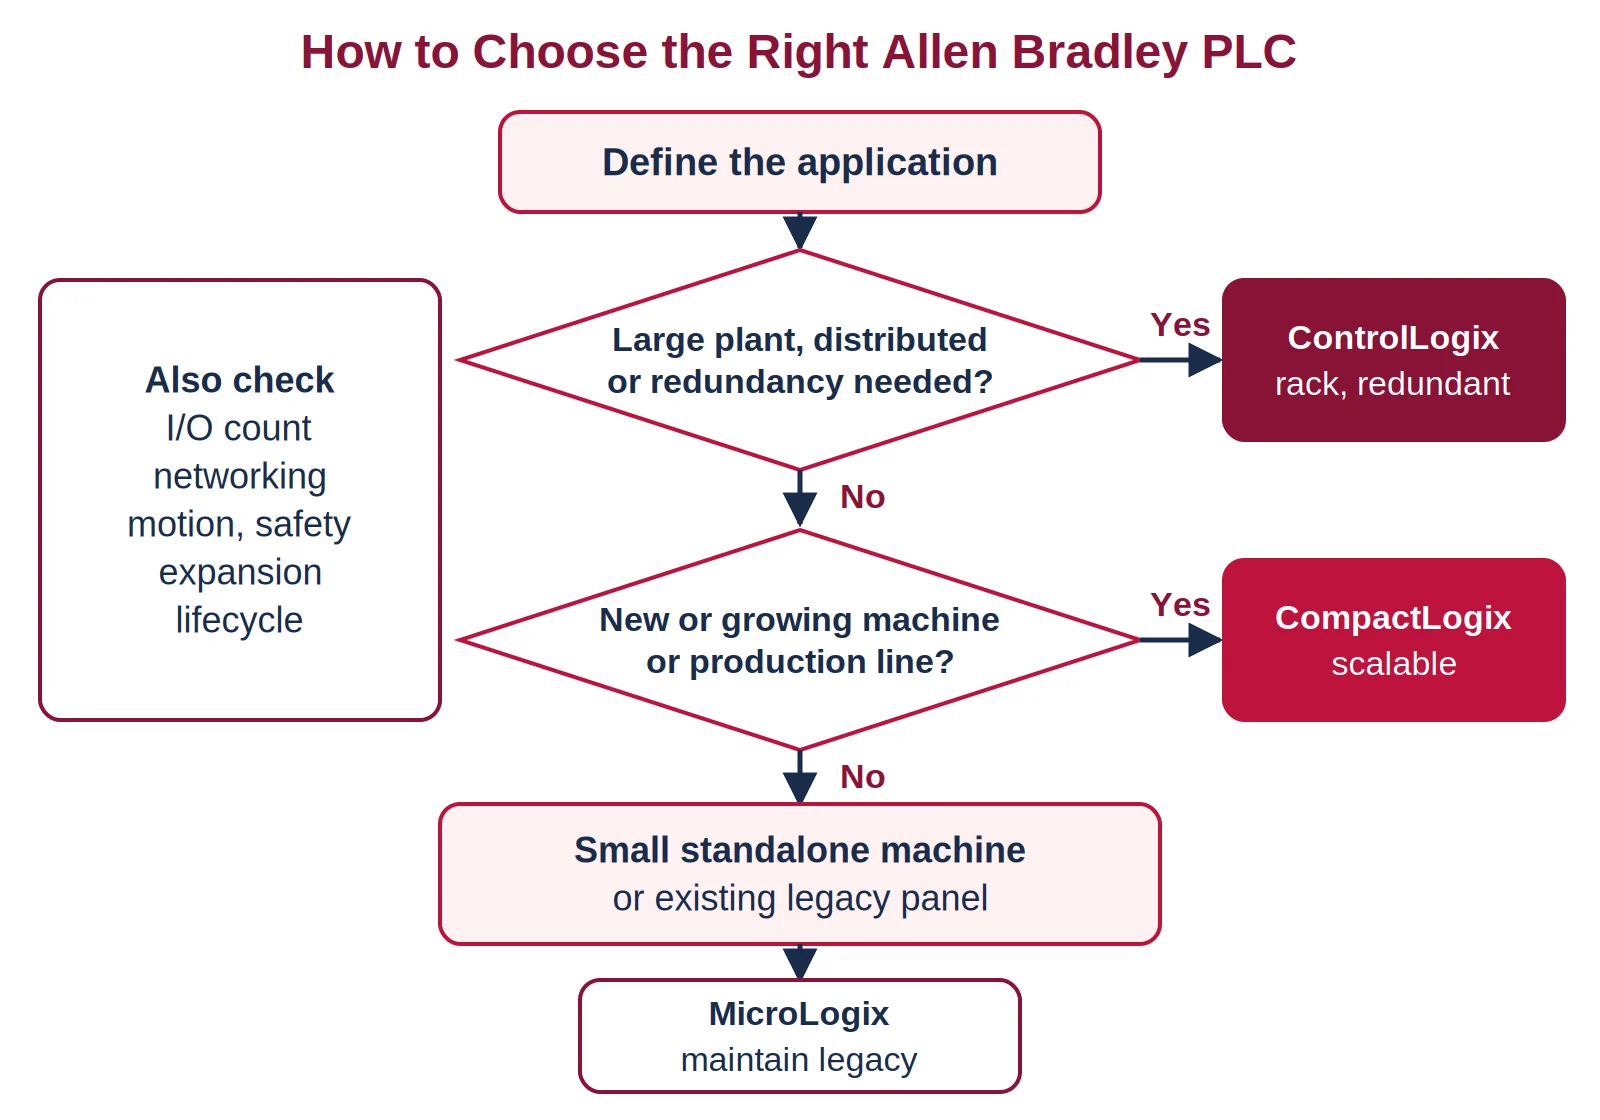 How to Choose the Right Allen Bradley PLC
Define the application
Large plant, distributed
or redundancy needed?
Yes
ControlLogix
rack, redundant
Also check
I/O count
networking
motion, safety
expansion
lifecycle
No
New or growing machine
or production line?
Yes
CompactLogix
scalable
No
Small standalone machine
or existing legacy panel
MicroLogix
maintain legacy